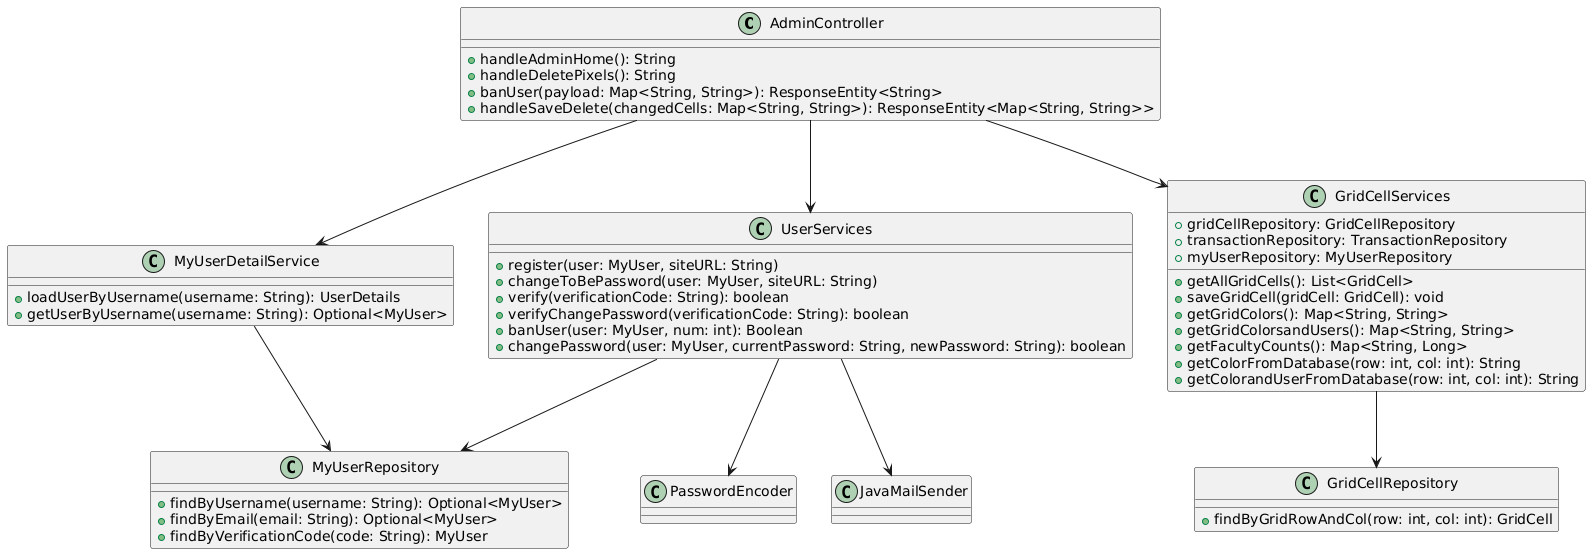 C AdminController
handleAdminHome(): String
handleDeletePixels(): String
banUser(payload: Map<String, String>): ResponseEntity<String>
handleSaveDelete(changedCells: Map<String, String>): ResponseEntity<Map<String, String>>
C MyUserDetailService
loadUserByUsername(username: String): UserDetails
getUserByUsername(username: String): Optional<MyUser>
C UserServices
register(user: MyUser, siteURL: String)
changeToBePassword(user: MyUser, siteURL: String)
verify(verificationCode: String): boolean
verifyChangePassword(verificationCode: String): boolean
banUser(user: MyUser, num: int): Boolean
changePassword(user: MyUser, currentPassword: String, newPassword: String): boolean
C GridCellServices
gridCellRepository: GridCellRepository
transactionRepository: TransactionRepository
myUserRepository: MyUserRepository
getAllGridCells(): List<GridCell>
saveGridCell(gridCell: GridCell): void
getGridColors(): Map<String, String>
getGridColorsandUsers(): Map<String, String>
getFacultyCounts(): Map<String, Long>
getColorFromDatabase(row: int, col: int): String
getColorandUserFromDatabase(row: int, col: int): String
C MyUserRepository
findByUsername(username: String): Optional<MyUser>
findByEmail(email: String): Optional<MyUser>
findByVerificationCode(code: String): MyUser
C PasswordEncoder
C JavaMailSender
C GridCellRepository
findByGridRowAndCol(row: int, col: int): GridCell